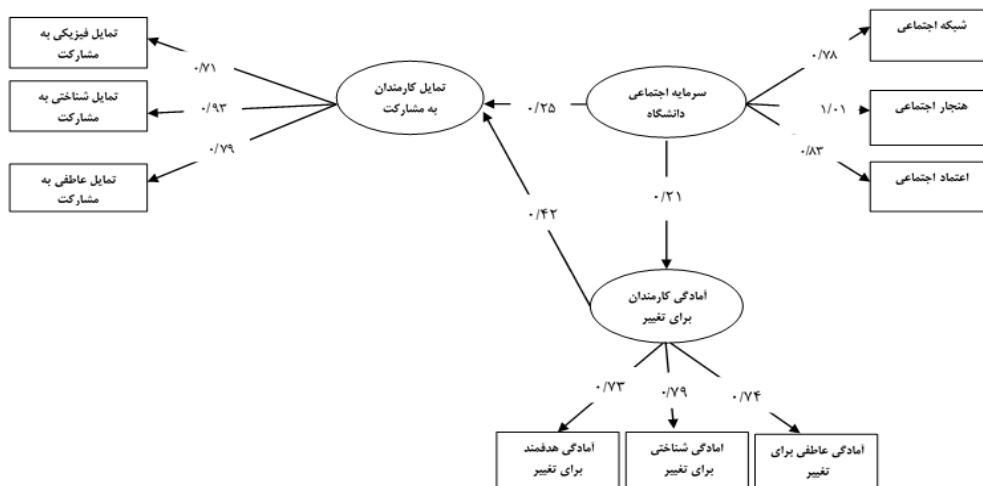 شبکه اجتماعی
۰/۷۸
هنجار اجتماعی
۱/۰۱
اعتماد اجتماعی
۰/۸۳
سرمایه اجتماعی
دانشگاه
۰/۲۵
۰/۲۱
تمایل کارمندان
به مشارکت
تمایل فیزیکی به
مشارکت
۰/۷۱
تمایل شناختی به
مشارکت
۰/۹۳
تمایل عاطفی به
مشارکت
۰/۷۹
۰/۴۲
آمادگی کارمندان
برای تغییر
۰/۷۴
۰/۷۹
۰/۷۳
آمادگی عاطفی برای
تغییر
امادگی شناختی
برای تغییر
آمادگی هدفمند
برای تغییر